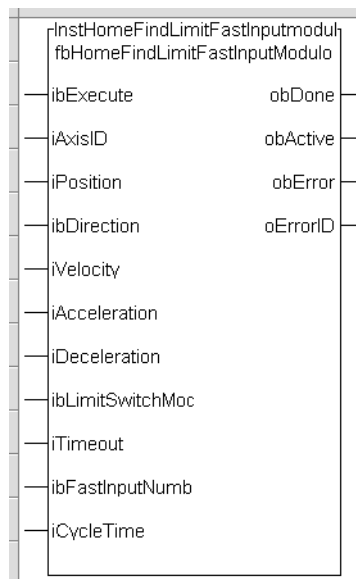 InstHomeFindLimitFastInputmodul
fbHomeFindLimitFastInputModulo
ibExecute obDone
iAxisID obActive
iPosition obError
ibDirection oErrorID
iVelocity
iAcceleration
iDeceleration
ibLimitSwitchMoc
iTimeout
ibFastInputNumb
iCycleTime